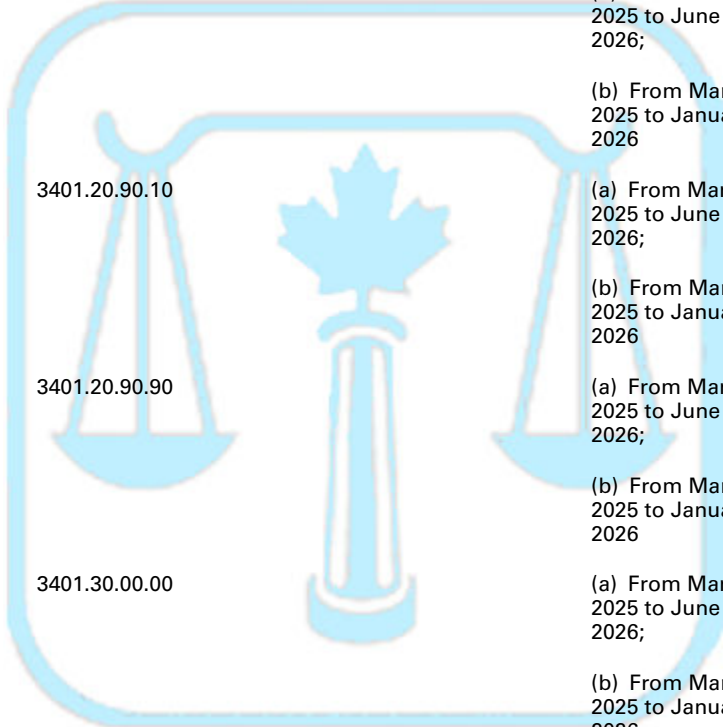 2025 to June
2026;
(b) From Mar
2025 to Janua
2026
3401.20.90.10 (a) From Mar
2025 to June
2026;
(b) From Mar
2025 to Janua
2026
3401.20.90.90 (a) From Mar
2025 to June
2026;
(b) From Mar
2025 to Janua
2026
3401.30.00.00 (a) From Mar
2025 to June
2026;
(b) From Mar
2025 to Janua